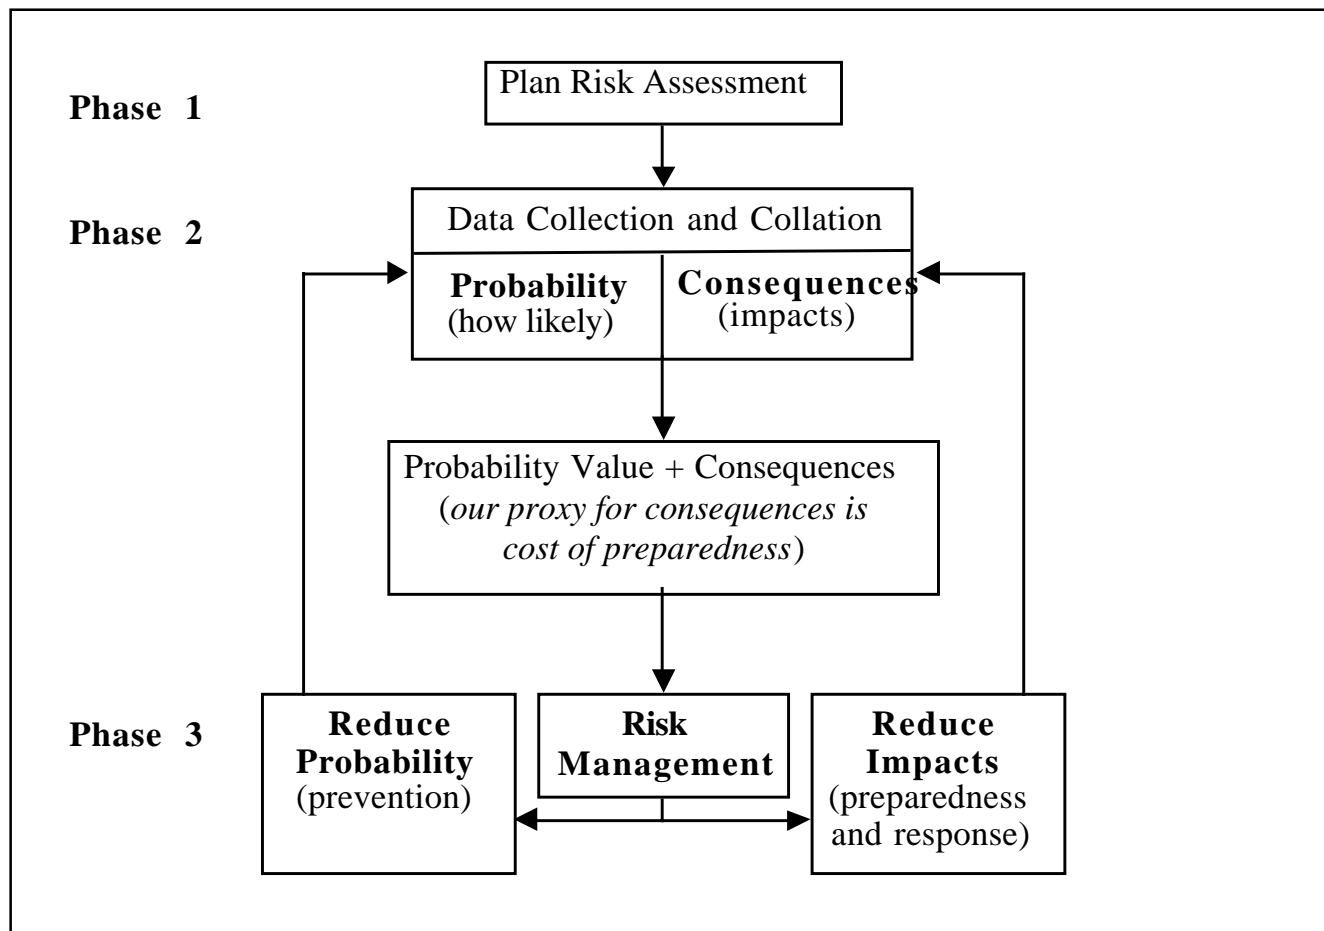 Phase 1
Plan Risk Assessment
Phase 2
Data Collection and Collation
Probability
(how likely)
Consequences
(impacts)
Probability Value + Consequences
(our proxy for consequences is
cost of preparedness)
Phase 3
Reduce
Probability
(prevention)
Risk
Management
Reduce
Impacts
(preparedness
and response)